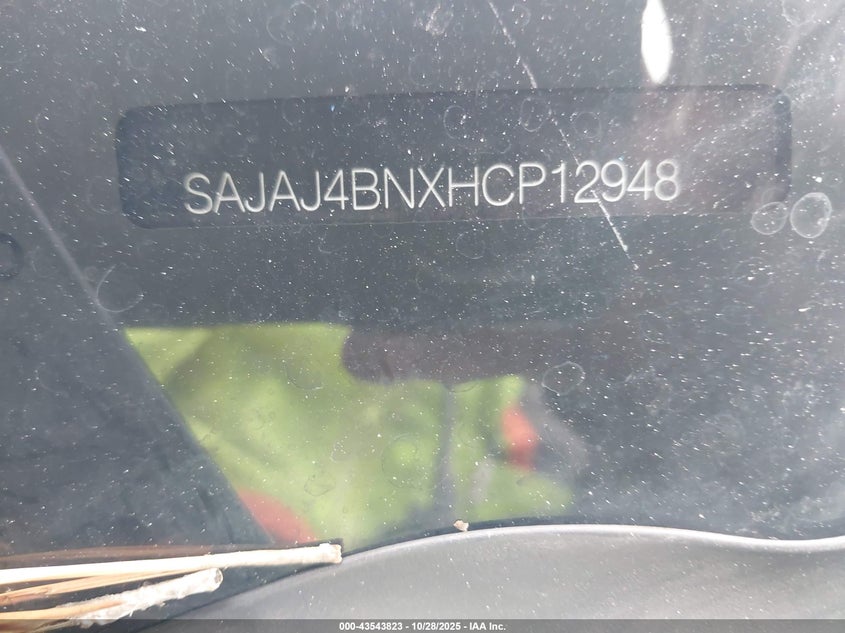 SAJAJ4BNXHCP12948
000-43543823 | 10/28/2025 - IAA Inc.